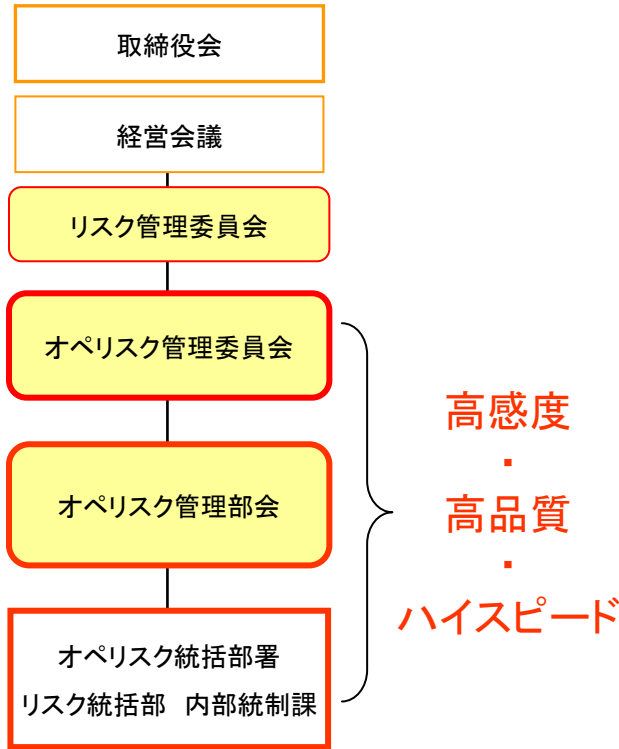 取締役会
経営会議
リスク管理委員会
オペリスク管理委員会
オペリスク管理部会
オペリスク統括部署
リスク統括部 内部統制課
高感度
・
高品質
・
ハイスピード